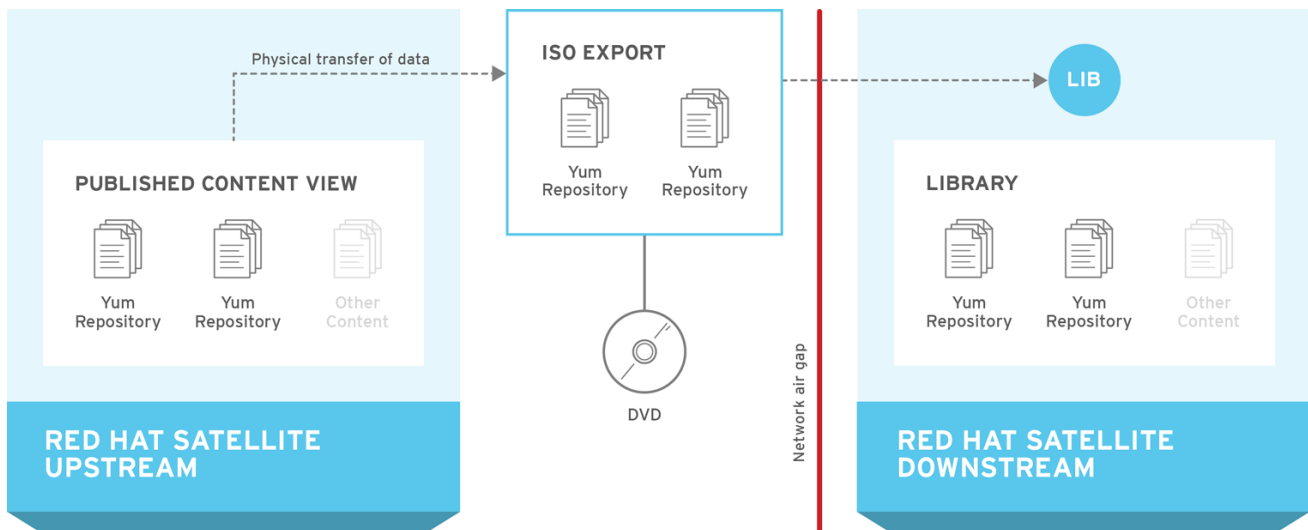 Physical transfer of data
PUBLISHED CONTENT VIEW
Yum
Repository
Yum
Repository
Other
Content
RED HAT SATELLITE
UPSTREAM
ISO EXPORT
Yum
Repository
Yum
Repository
DVD
Network air gap
LIB
LIBRARY
Yum
Repository
Yum
Repository
Other
Content
RED HAT SATELLITE
DOWNSTREAM